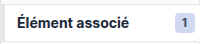 Élément associé 1